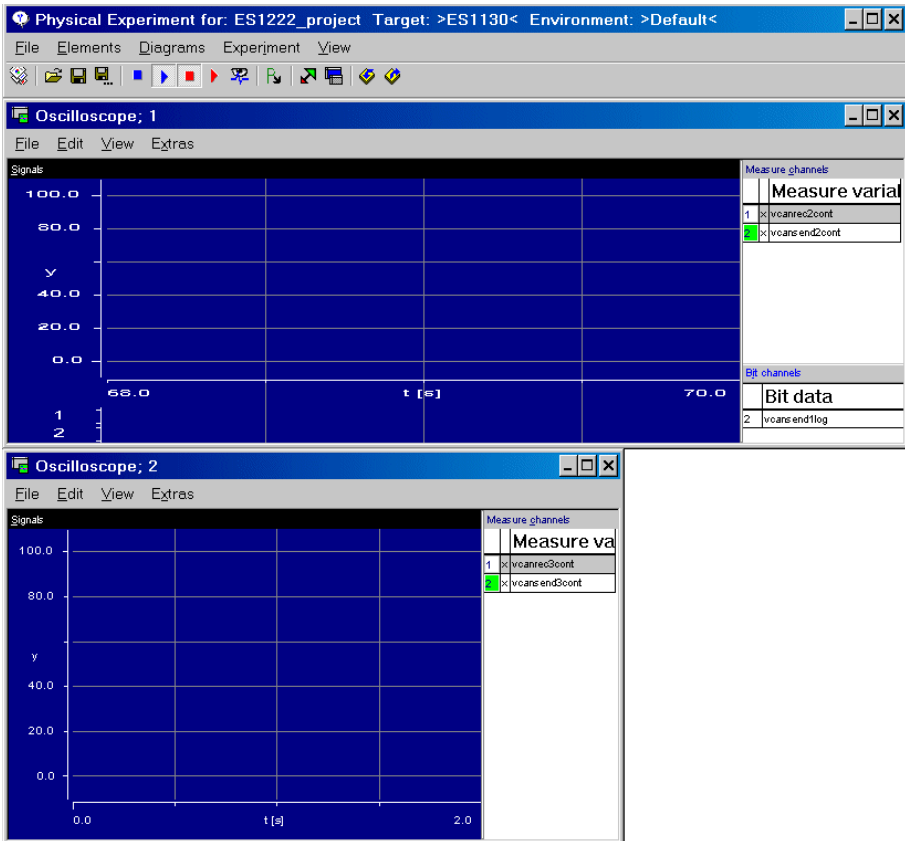 Physical Experiment for: ES1222_project Target: >ES1130< Environment: >Default<
File Elements Diagrams Experiment View
Oscilloscope; 1
File Edit View Extras
Signals
100.0
80.0
y
40.0
20.0
0.0
68.0 t [s] 70.0
1
2
Measure channels
Measure varial
1 x vcanrec2cont
2 x vcansend2cont
Bit channels
Bit data
2 vcansend1log
Oscilloscope; 2
File Edit View Extras
Signals
100.0
80.0
y
40.0
20.0
0.0
0.0 t [s] 2.0
Measure channels
Measure va
1 x vcanrec3cont
2 x vcansend3cont